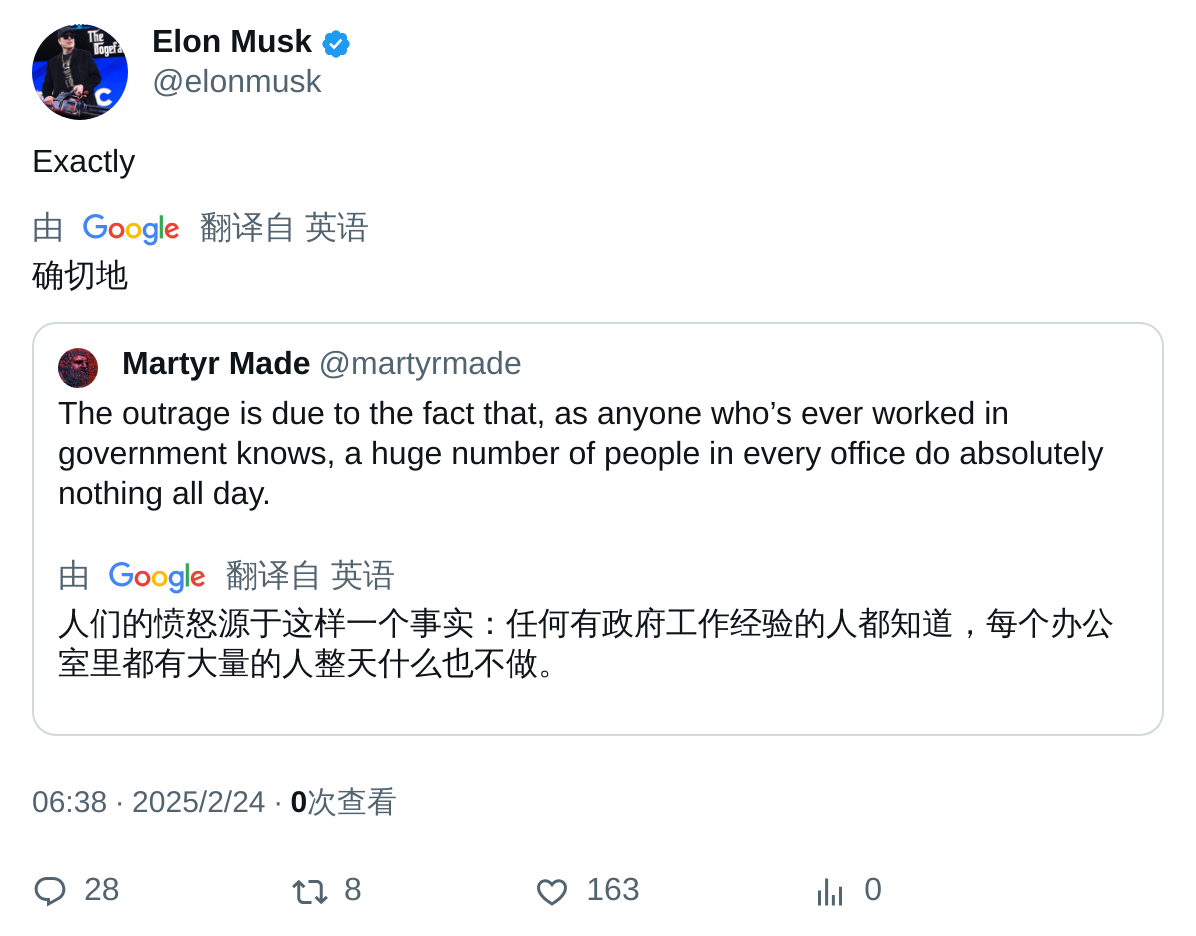 The Dogefa
Elon Musk
@elonmusk
Exactly
由 Google 翻译自 英语
确切地
Martyr Made @martyrmade
The outrage is due to the fact that, as anyone who’s ever worked in
government knows, a huge number of people in every office do absolutely
nothing all day.
由 Google 翻译自 英语
人们的愤怒源于这样一个事实：任何有政府工作经验的人都知道，每个办公
室里都有大量的人整天什么也不做。
06:38 · 2025/2/24 · 0次查看
28 8 163 0